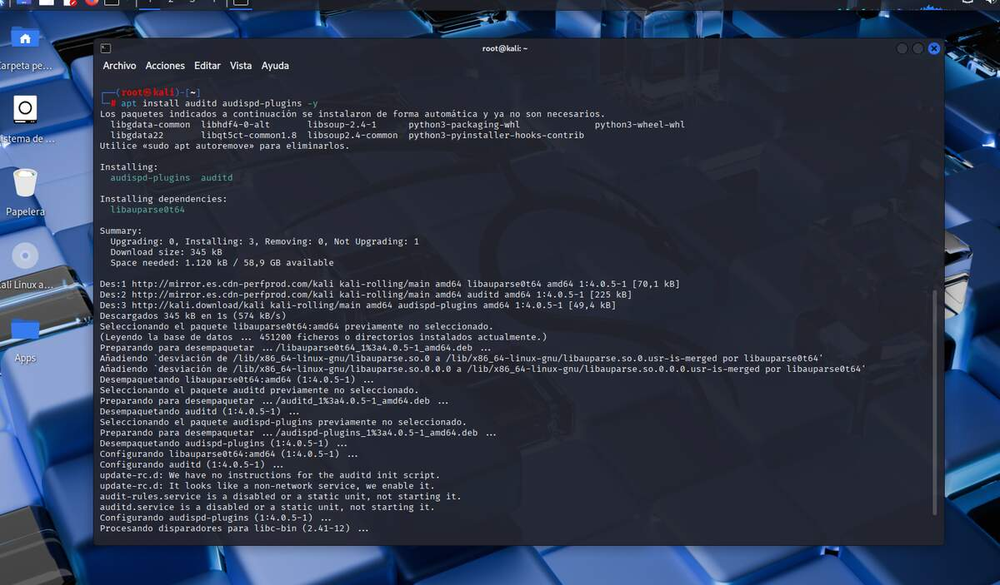 root@kali: ~
Archivo Acciones Editar Vista Ayuda
arpeta pe...
stema de ...
Papelera
ali Linux a...
Apps
┌──(root㉿kali)-[~]
└─# apt install auditd audispd-plugins -y
Los paquetes indicados a continuación se instalaron de forma automática y ya no son necesarios.
libgdata-common libhdf4-0-alt libsoup-2.4-1 python3-packaging-whl python3-wheel-whl
libgdata22 libqt5ct-common1.8 libsoup2.4-common python3-pyinstaller-hooks-contrib
Utilice «sudo apt autoremove» para eliminarlos.
Installing:
audispd-plugins auditd
Installing dependencies:
libauparse0t64
Summary:
Upgrading: 0, Installing: 3, Removing: 0, Not Upgrading: 1
Download size: 345 kB
Space needed: 1.120 kB / 58,9 GB available
Des:1 http://mirror.es.cdn-perfprod.com/kali kali-rolling/main amd64 libauparse0t64 amd64 1:4.0.5-1 [70,1 kB]
Des:2 http://mirror.es.cdn-perfprod.com/kali kali-rolling/main amd64 auditd amd64 1:4.0.5-1 [225 kB]
Des:3 http://kali.download/kali kali-rolling/main amd64 audispd-plugins amd64 1:4.0.5-1 [49,4 kB]
Descargados 345 kB en 1s (574 kB/s)
Seleccionando el paquete libauparse0t64:amd64 previamente no seleccionado.
(Leyendo la base de datos ... 451200 ficheros o directorios instalados actualmente.)
Preparando para desempaquetar .../libauparse0t64_1%3a4.0.5-1_amd64.deb ...
Añadiendo `desviación de /lib/x86_64-linux-gnu/libauparse.so.0 a /lib/x86_64-linux-gnu/libauparse.so.0.usr-is-merged por libauparse0t64'
Añadiendo `desviación de /lib/x86_64-linux-gnu/libauparse.so.0.0.0 a /lib/x86_64-linux-gnu/libauparse.so.0.0.0.usr-is-merged por libauparse0t64'
Desempaquetando libauparse0t64:amd64 (1:4.0.5-1) ...
Seleccionando el paquete auditd previamente no seleccionado.
Preparando para desempaquetar .../auditd_1%3a4.0.5-1_amd64.deb ...
Desempaquetando auditd (1:4.0.5-1) ...
Seleccionando el paquete audispd-plugins previamente no seleccionado.
Preparando para desempaquetar .../audispd-plugins_1%3a4.0.5-1_amd64.deb ...
Desempaquetando audispd-plugins (1:4.0.5-1) ...
Configurando libauparse0t64:amd64 (1:4.0.5-1) ...
Configurando auditd (1:4.0.5-1) ...
update-rc.d: We have no instructions for the auditd init script.
update-rc.d: It looks like a non-network service, we enable it.
audit-rules.service is a disabled or a static unit, not starting it.
auditd.service is a disabled or a static unit, not starting it.
Configurando audispd-plugins (1:4.0.5-1) ...
Procesando disparadores para libc-bin (2.41-12) ...